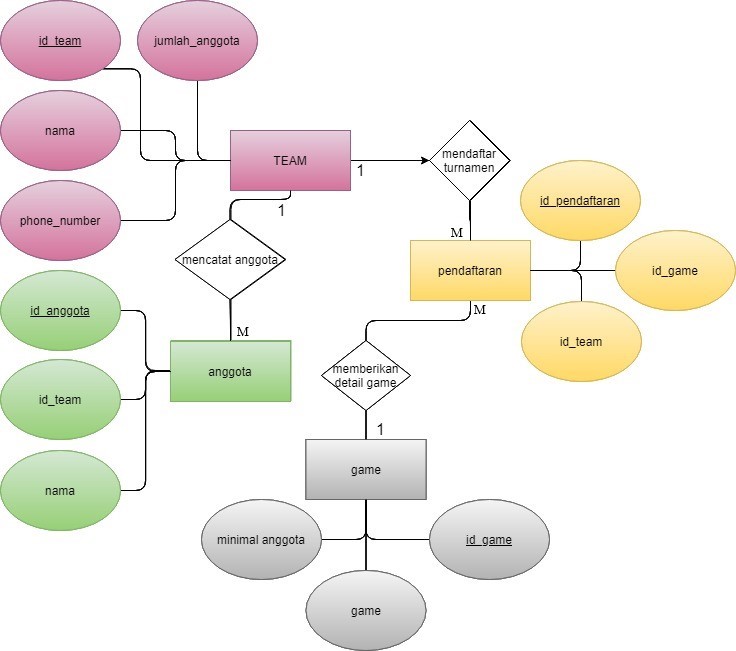 id_team
jumlah_anggota
nama
TEAM
1
mendaftar
turnamen
phone_number
1
id_pendaftaran
M
mencatat anggota
pendaftaran
id_game
id_anggota
M
M
id_team
anggota
memberikan
detail game
id_team
1
nama
game
minimal anggota
id_game
game